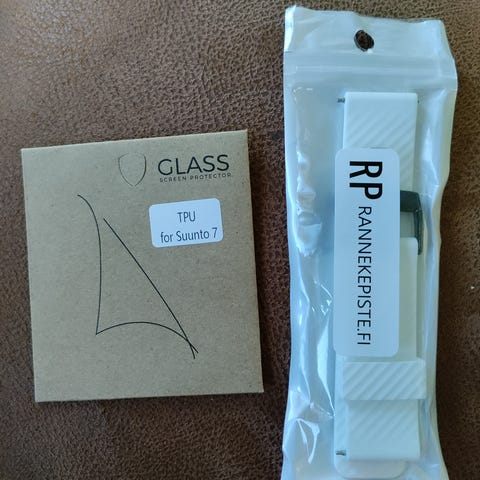 GLASS
SCREEN PROTECTOR
TPU
for Suunto 7
RP RANNEKEPISTE.FI